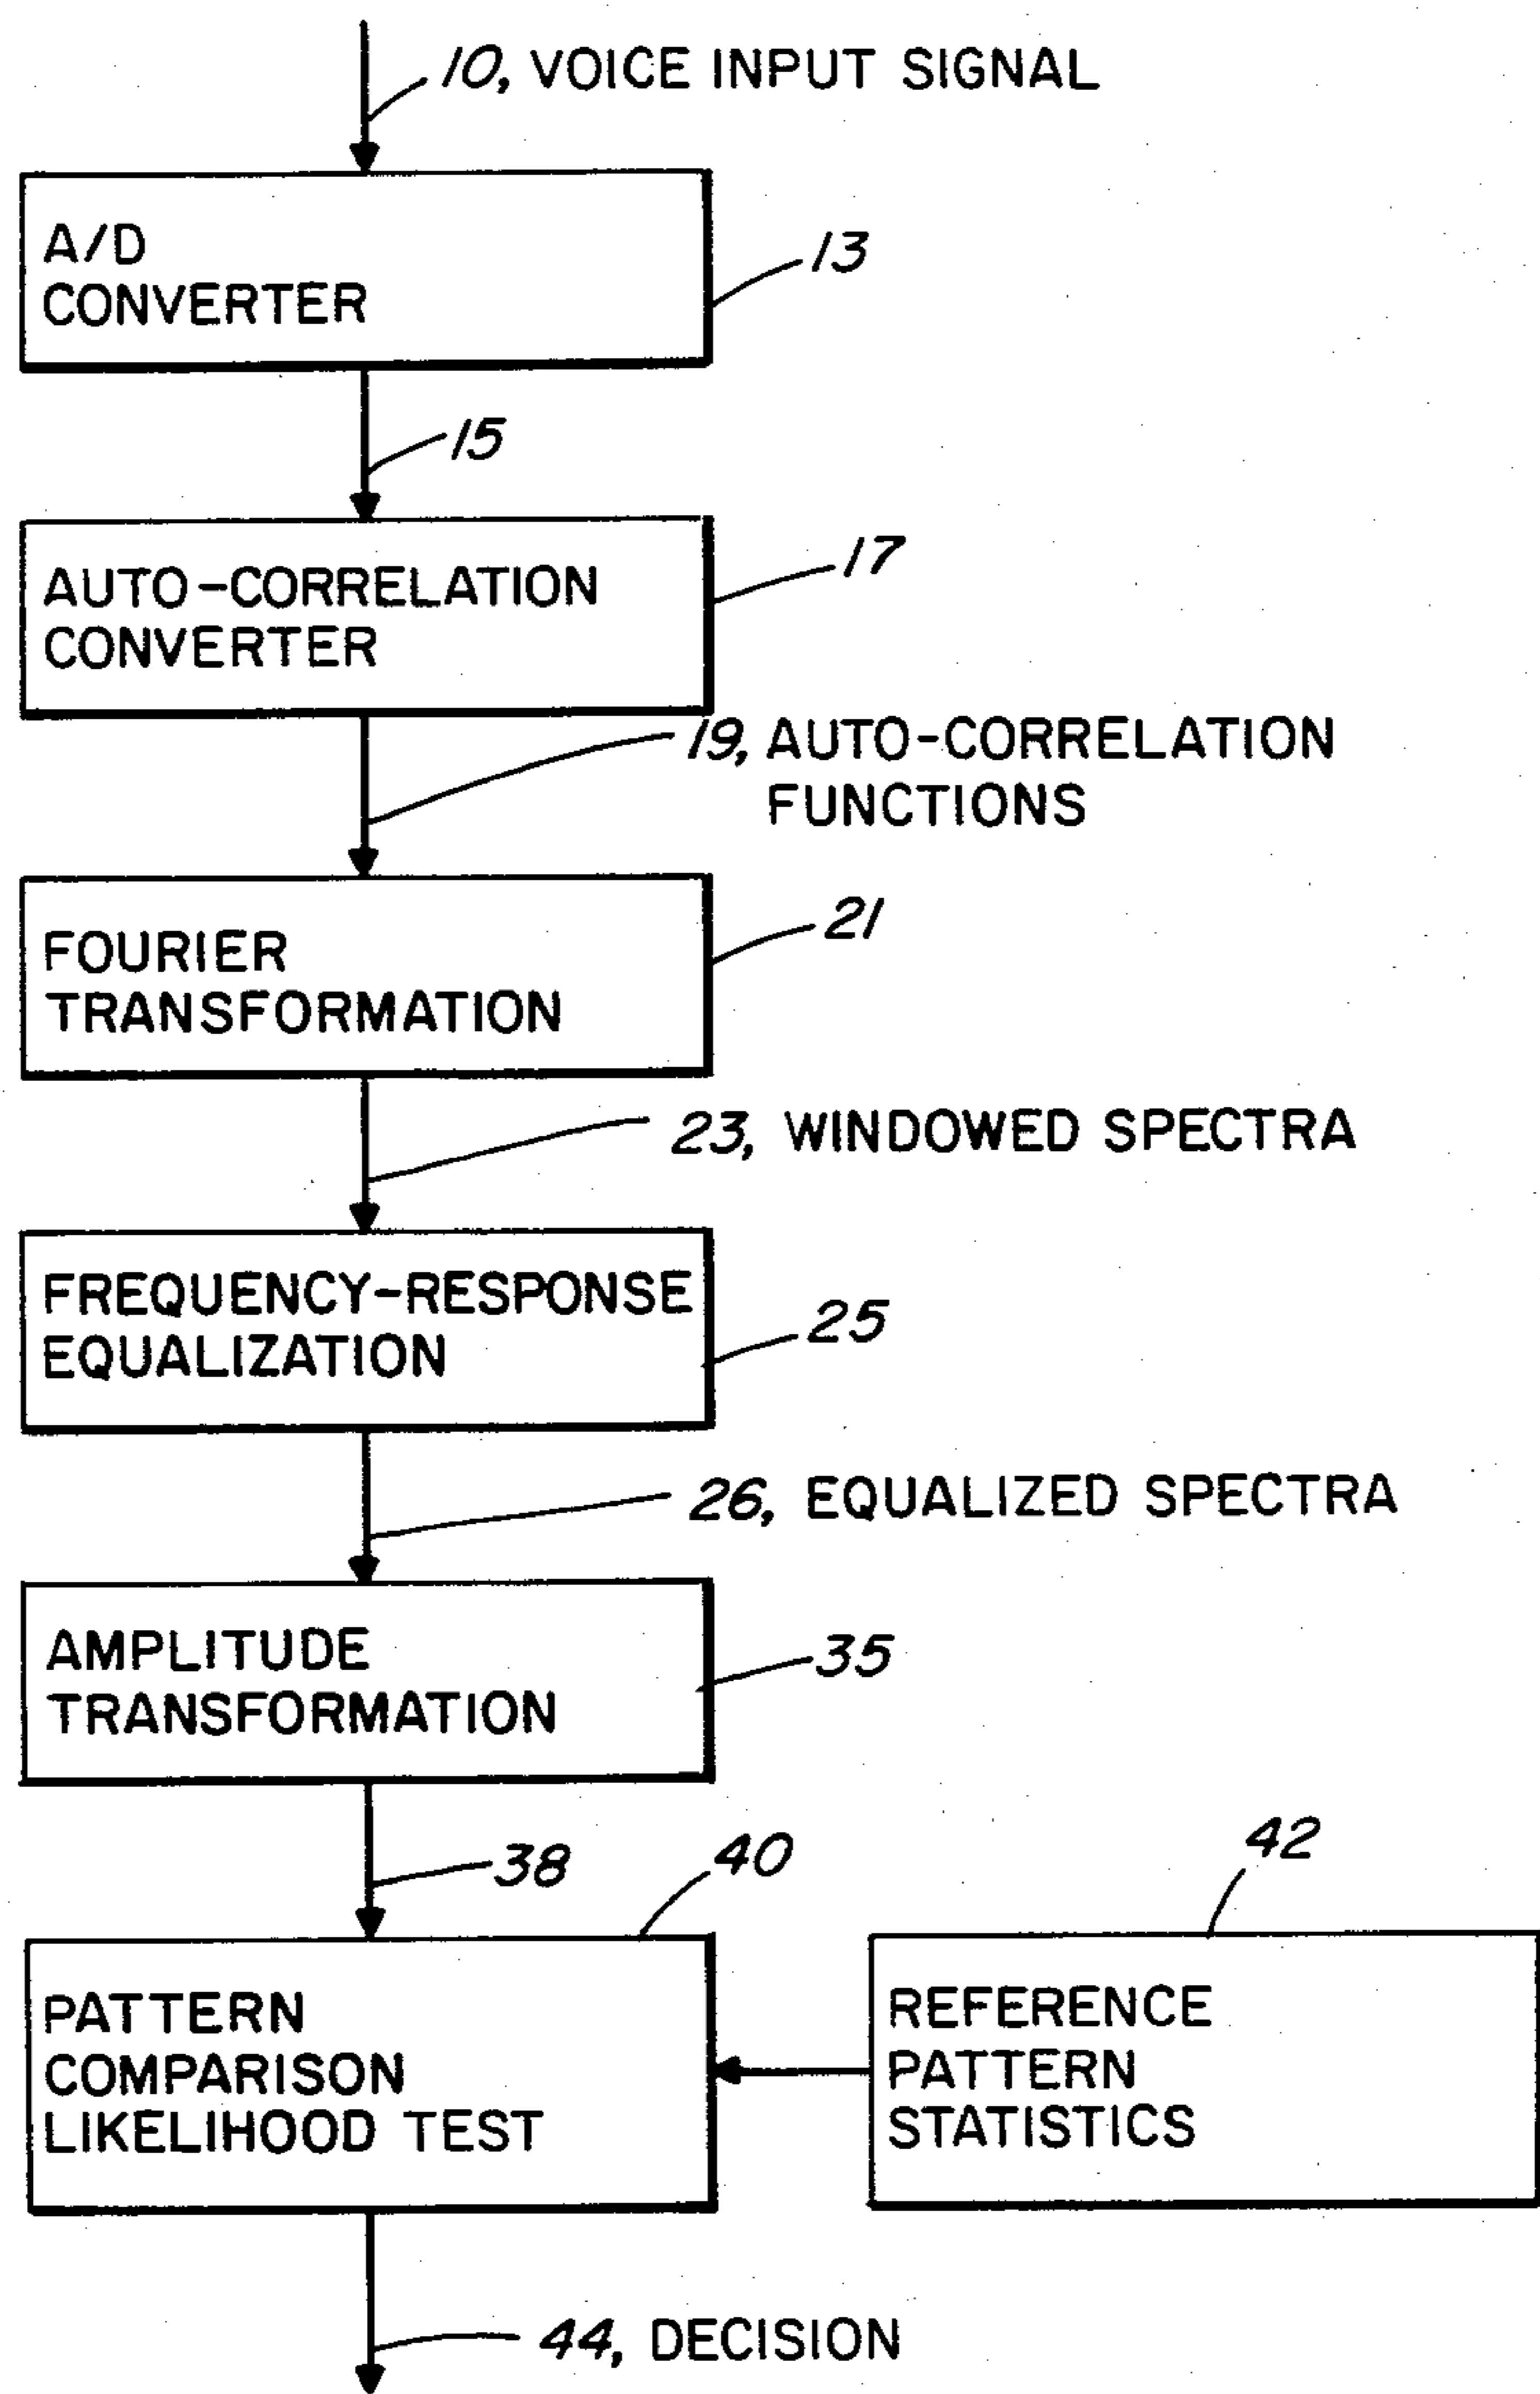 10, VOICE INPUT SIGNAL
A/D
CONVERTER
13
15
AUTO-CORRELATION
CONVERTER
17
19, AUTO-CORRELATION
FUNCTIONS
FOURIER
TRANSFORMATION
21
23, WINDOWED SPECTRA
FREQUENCY-RESPONSE
EQUALIZATION
25
26, EQUALIZED SPECTRA
AMPLITUDE
TRANSFORMATION
35
38
40
42
PATTERN
COMPARISON
LIKELIHOOD TEST
REFERENCE
PATTERN
STATISTICS
44, DECISION